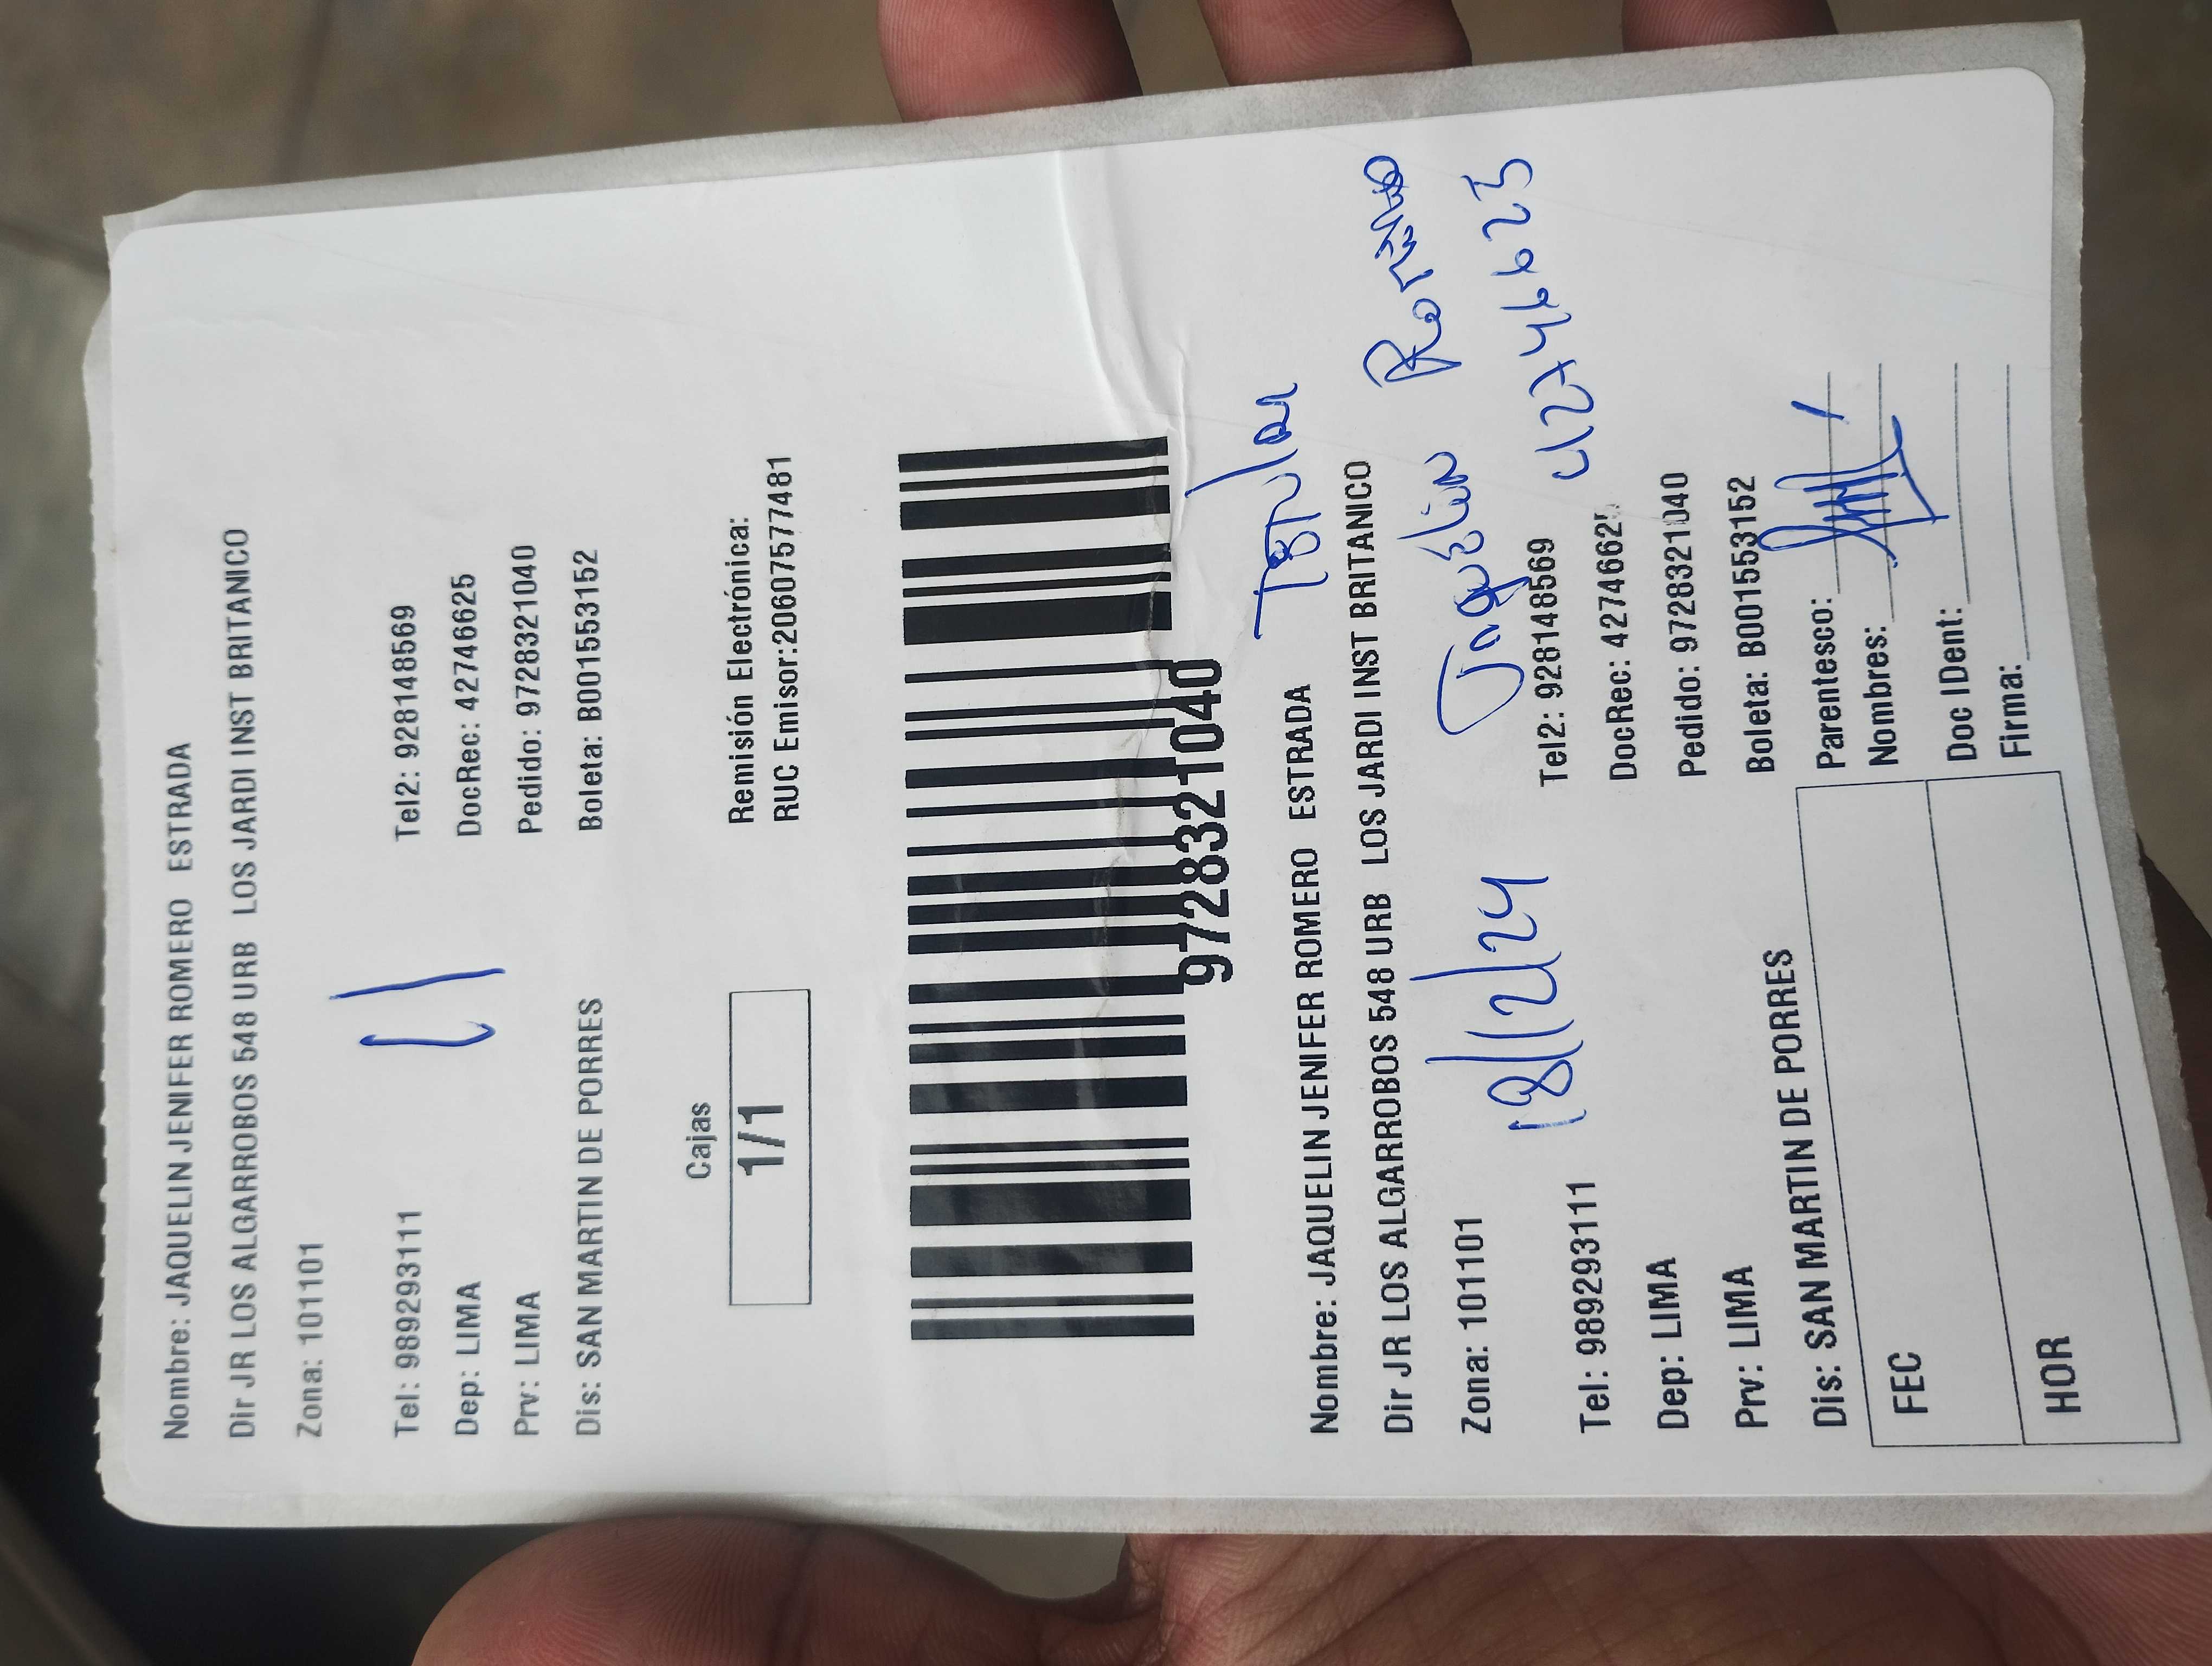 Nombre: JAQUELIN JENIFER ROMERO ESTRADA
Dir JR LOS ALGARROBOS 548 URB LOS JARDI INST BRITANICO
Zona: 101101
Tel: 989293111 Tel2: 928148569
Dep: LIMA DocRec: 42746625
Prv: LIMA Pedido: 9728321040
Dis: SAN MARTIN DE PORRES Boleta: B001553152
Cajas
1/1
Remisión Electrónica:
RUC Emisor:20607577481
9728321040
Titular
Nombre: JAQUELIN JENIFER ROMERO ESTRADA
Dir JR LOS ALGARROBOS 548 URB LOS JARDI INST BRITANICO
Jaquelin Romero
Zona: 101101
18/12/24
42746625
Tel: 989293111 Tel2: 928148569
Dep: LIMA DocRec: 4274662
Prv: LIMA Pedido: 9728321040
Dis: SAN MARTIN DE PORRES Boleta: B001553152
Parentesco:
Nombres:
Doc IDent:
Firma:
FEC
HOR